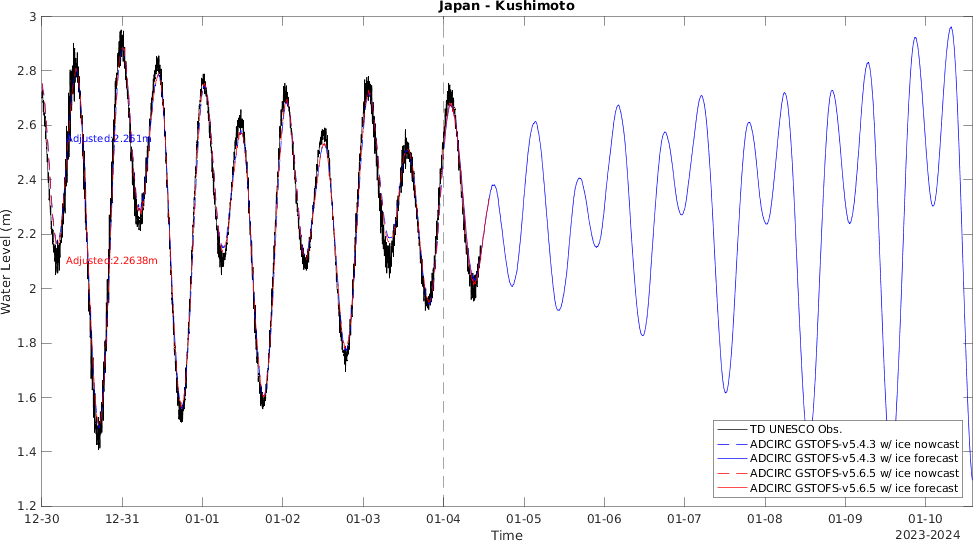 Japan - Kushimoto
3
2.8
2.6
2.4
2.2
2
1.8
1.6
1.4
1.2
Water Level (m)
Adjusted:2.261m
Adjusted:2.2638m
TD UNESCO Obs.
ADCIRC GSTOFS-v5.4.3 w/ ice nowcast
ADCIRC GSTOFS-v5.4.3 w/ ice forecast
ADCIRC GSTOFS-v5.6.5 w/ ice nowcast
ADCIRC GSTOFS-v5.6.5 w/ ice forecast
12-30 12-31 01-01 01-02 01-03 01-04 01-05 01-06 01-07 01-08 01-09 01-10
Time
2023-2024